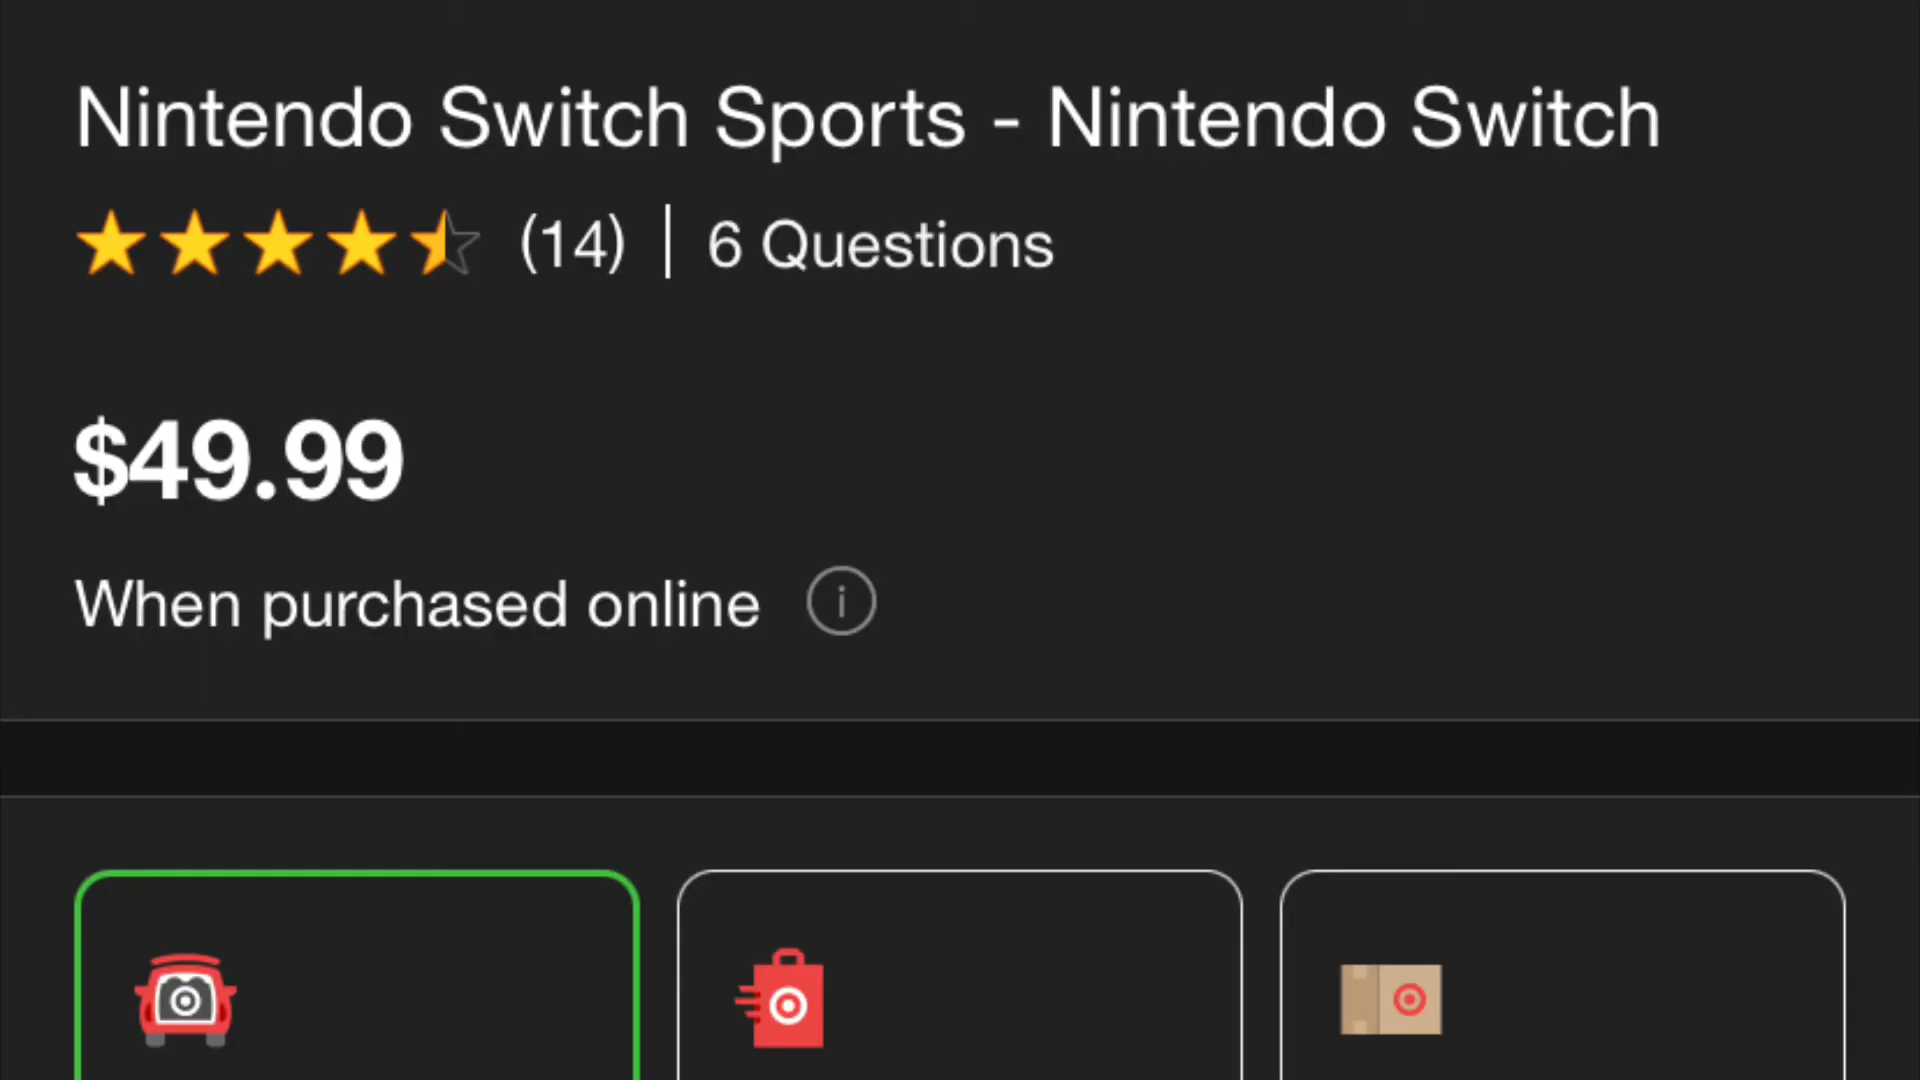 Nintendo Switch Sports - Nintendo Switch
(14) | 6 Questions
$49.99
When purchased online